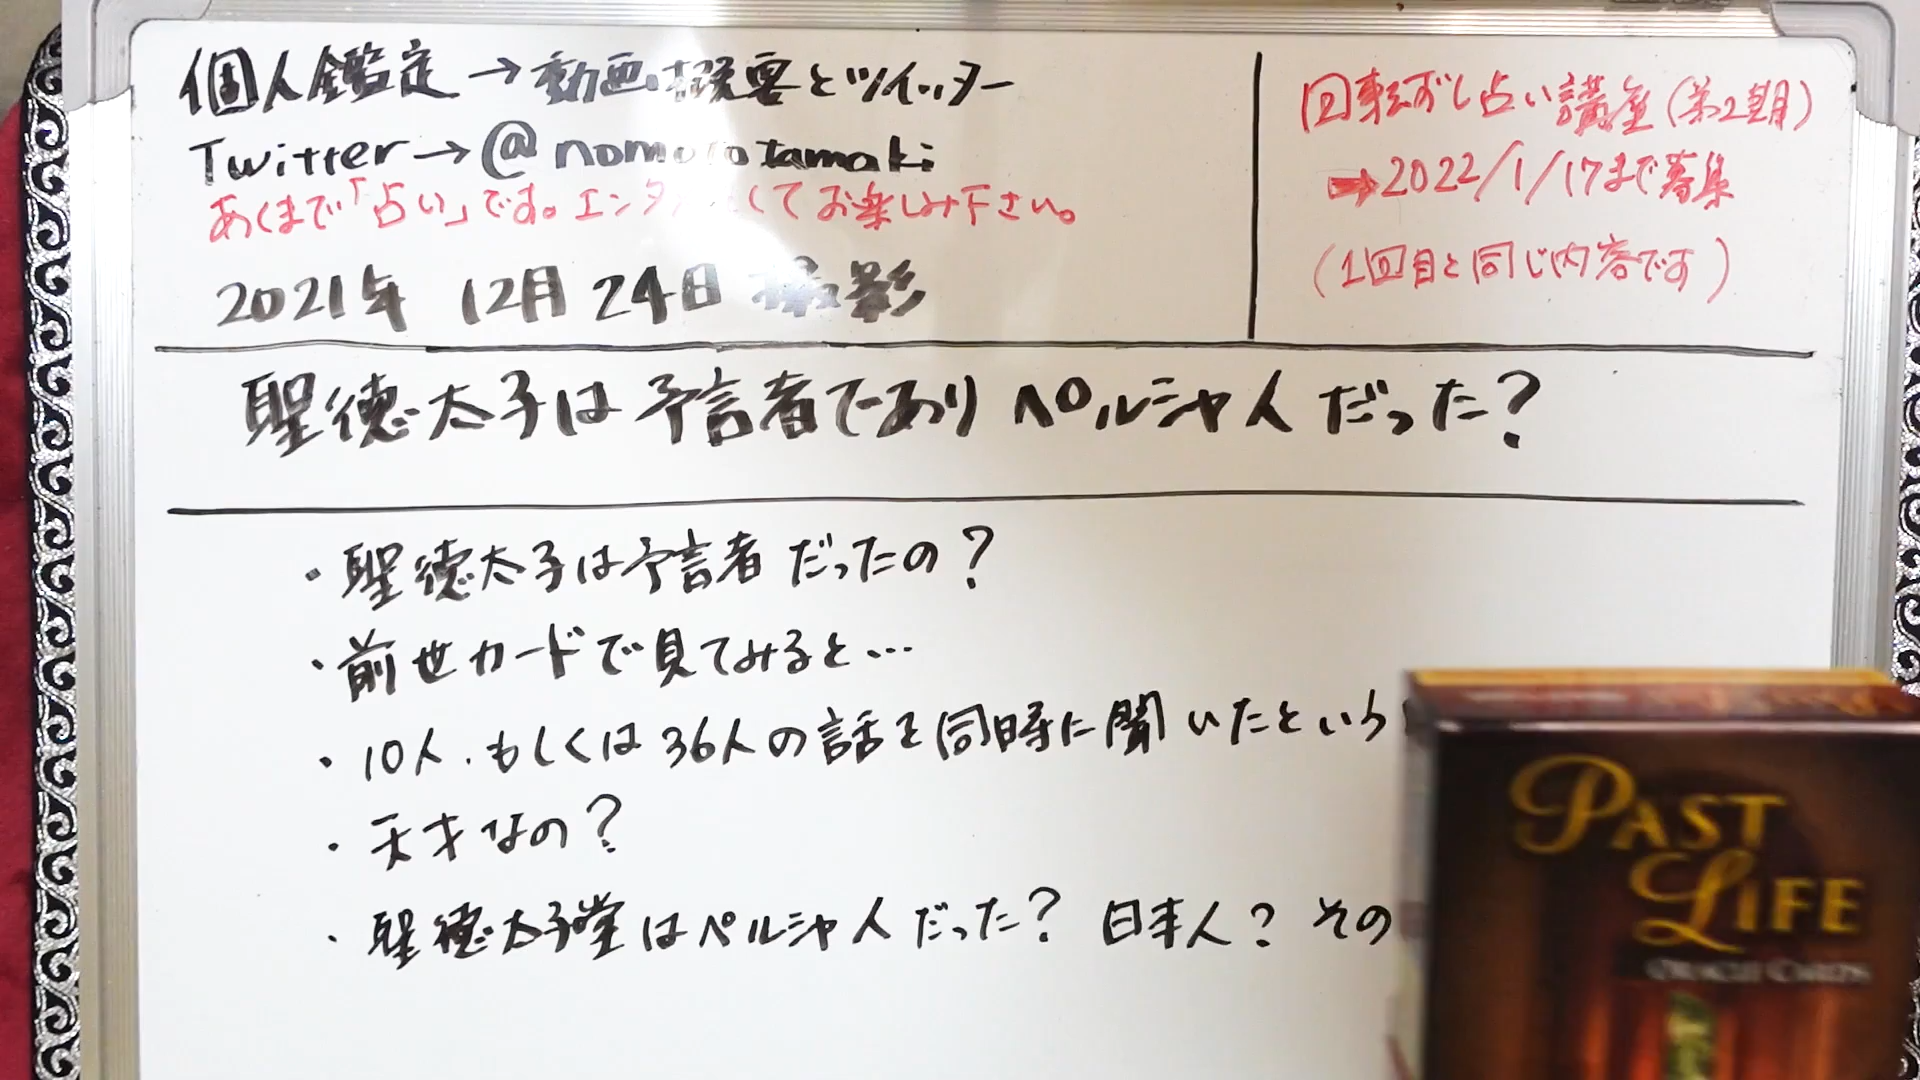 個人鑑定→動画概要とツイッター
Twitter→@nomototamaki
あくまで「占い」です。エンタ してお楽しみ下さい。
2021年 12月24日 撮影
回転ずし占い講座(第2期)
→2022/1/17まで募集
(1回目と同じ内容です)
聖徳太子は予言者でありペルシャ人だった?
・聖徳太子は予言者だったの?
・前世カードで見てみると…
・10人、もしくは36人の話を同時に聞いたという
・天才なの?
・聖徳太子堂はペルシャ人だった? 日本人? その
PAST
LIFE
ORACLE CARDS